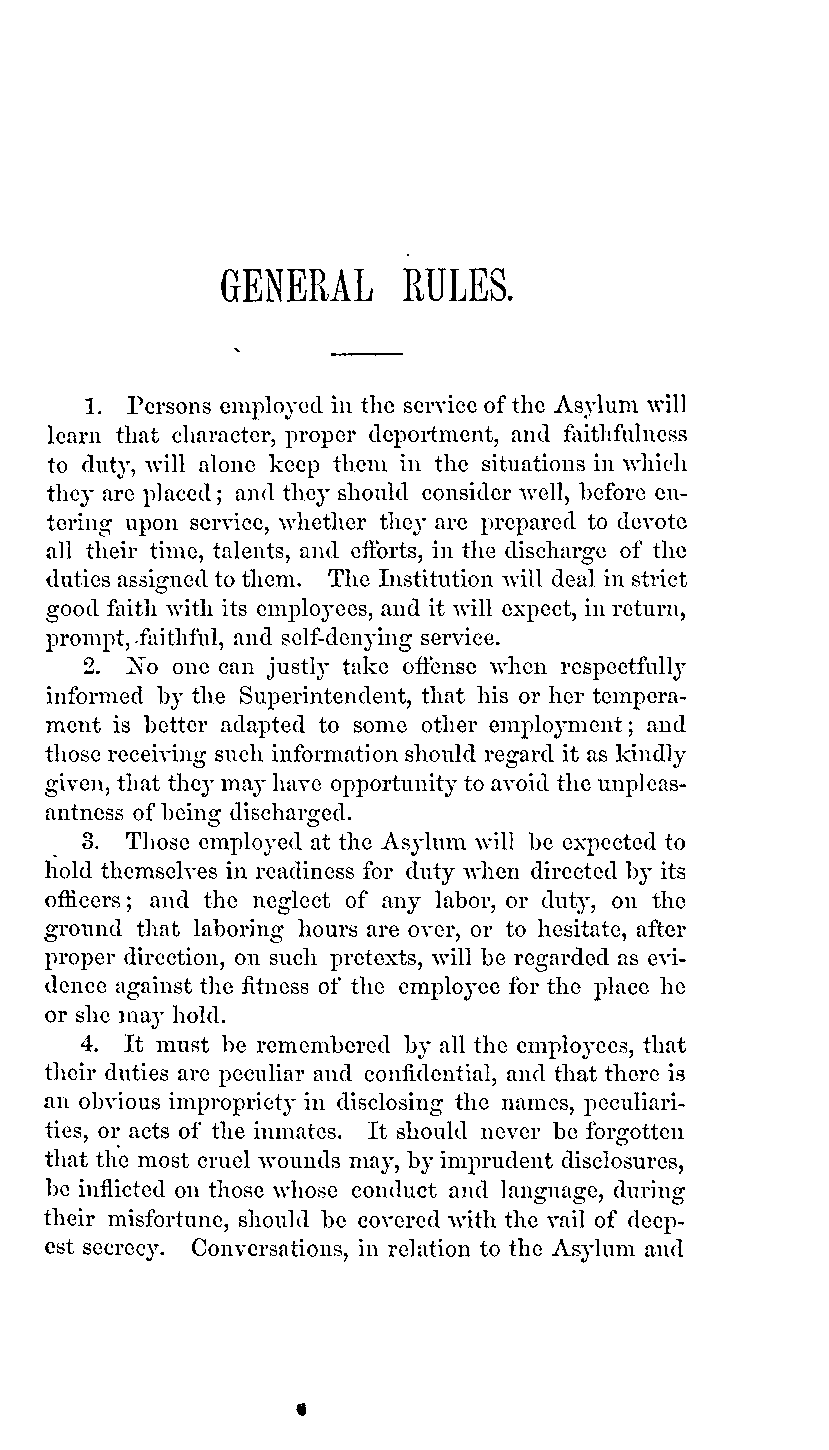 GENERAL RULES.
1. Persons employed in the service of the Asylum will
learn that character, proper deportment, and faithfulness
to duty, will alone keep them in the situations in which
they are placed; and they should consider well, before en-
tering upon service, whether they are prepared to devote
all their time, talents, and efforts, in the discharge of the
duties assigned to them. The Institution will deal in strict
good faith with its employees, and it will expect, in return,
prompt, faithful, and self-denying service.
2. No one can justly take offense when respectfully
informed by the Superintendent, that his or her tempera-
ment is better adapted to some other employment; and
those receiving such information should regard it as kindly
given, that they may have opportunity to avoid the unpleas-
antness of being discharged.
3. Those employed at the Asylum will be expected to
hold themselves in readiness for duty when directed by its
officers; and the neglect of any labor, or duty, on the
ground that laboring hours are over, or to hesitate, after
proper direction, on such pretexts, will be regarded as evi-
dence against the fitness of the employee for the place he
or she may hold.
4. It must be remembered by all the employees, that
their duties are peculiar and confidential, and that there is
an obvious impropriety in disclosing the names, peculiari-
ties, or acts of the inmates. It should never be forgotten
that the most cruel wounds may, by imprudent disclosures,
be inflicted on those whose conduct and language, during
their misfortune, should be covered with the vail of deep-
est secrecy. Conversations, in relation to the Asylum and